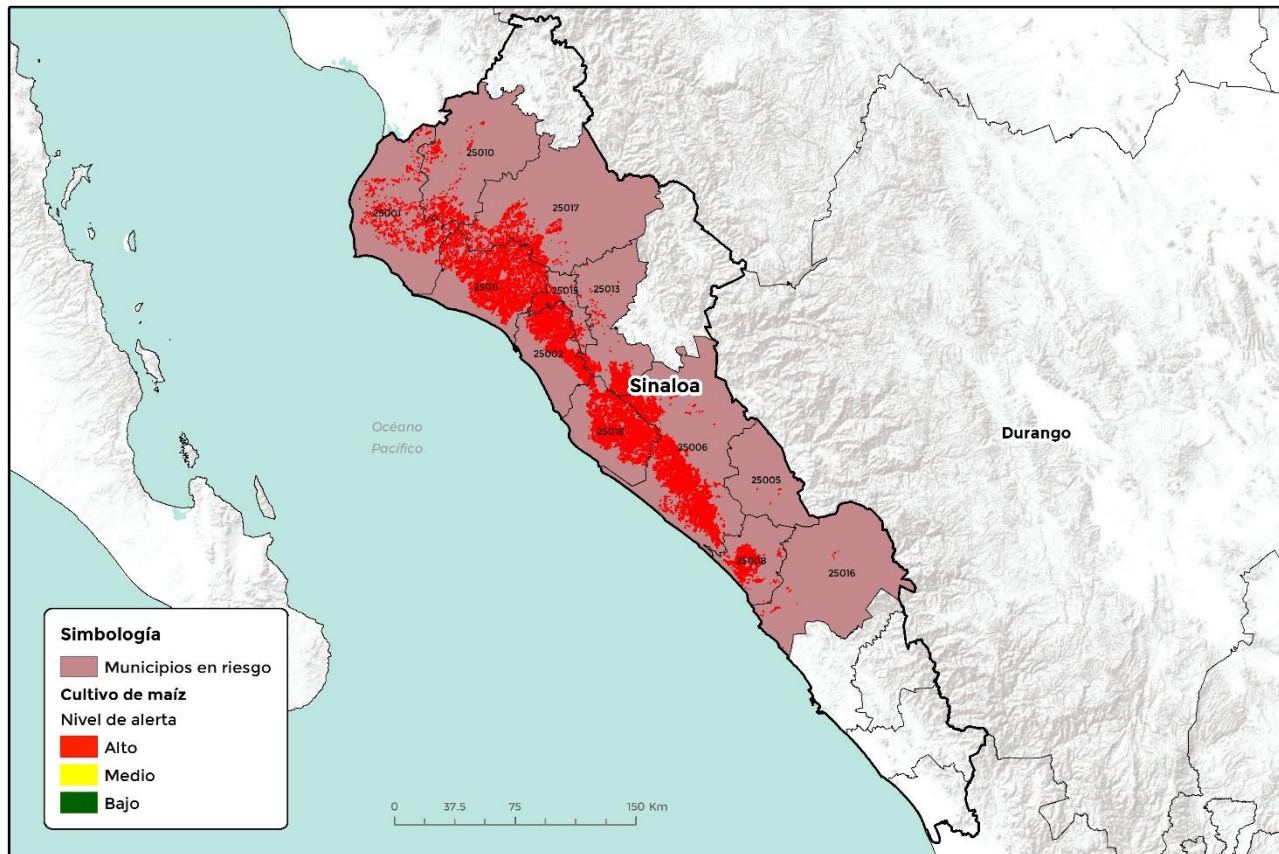 25010
25001
25017
25011
25015
25013
25002
Sinaloa
Océano
Pacífico
25018
25006
Durango
25005
25008
25016
Simbología
Municipios en riesgo
Cultivo de maíz
Nivel de alerta
Alto
Medio
Bajo
0 37.5 75 150 Km